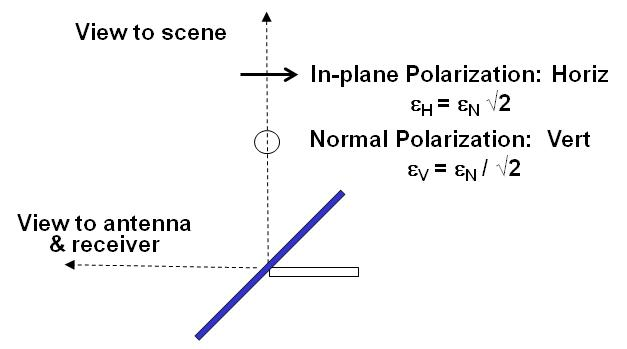 View to scene
In-plane Polarization: Horiz
εH = εN √2
Normal Polarization: Vert
εV = εN / √2
View to antenna
& receiver